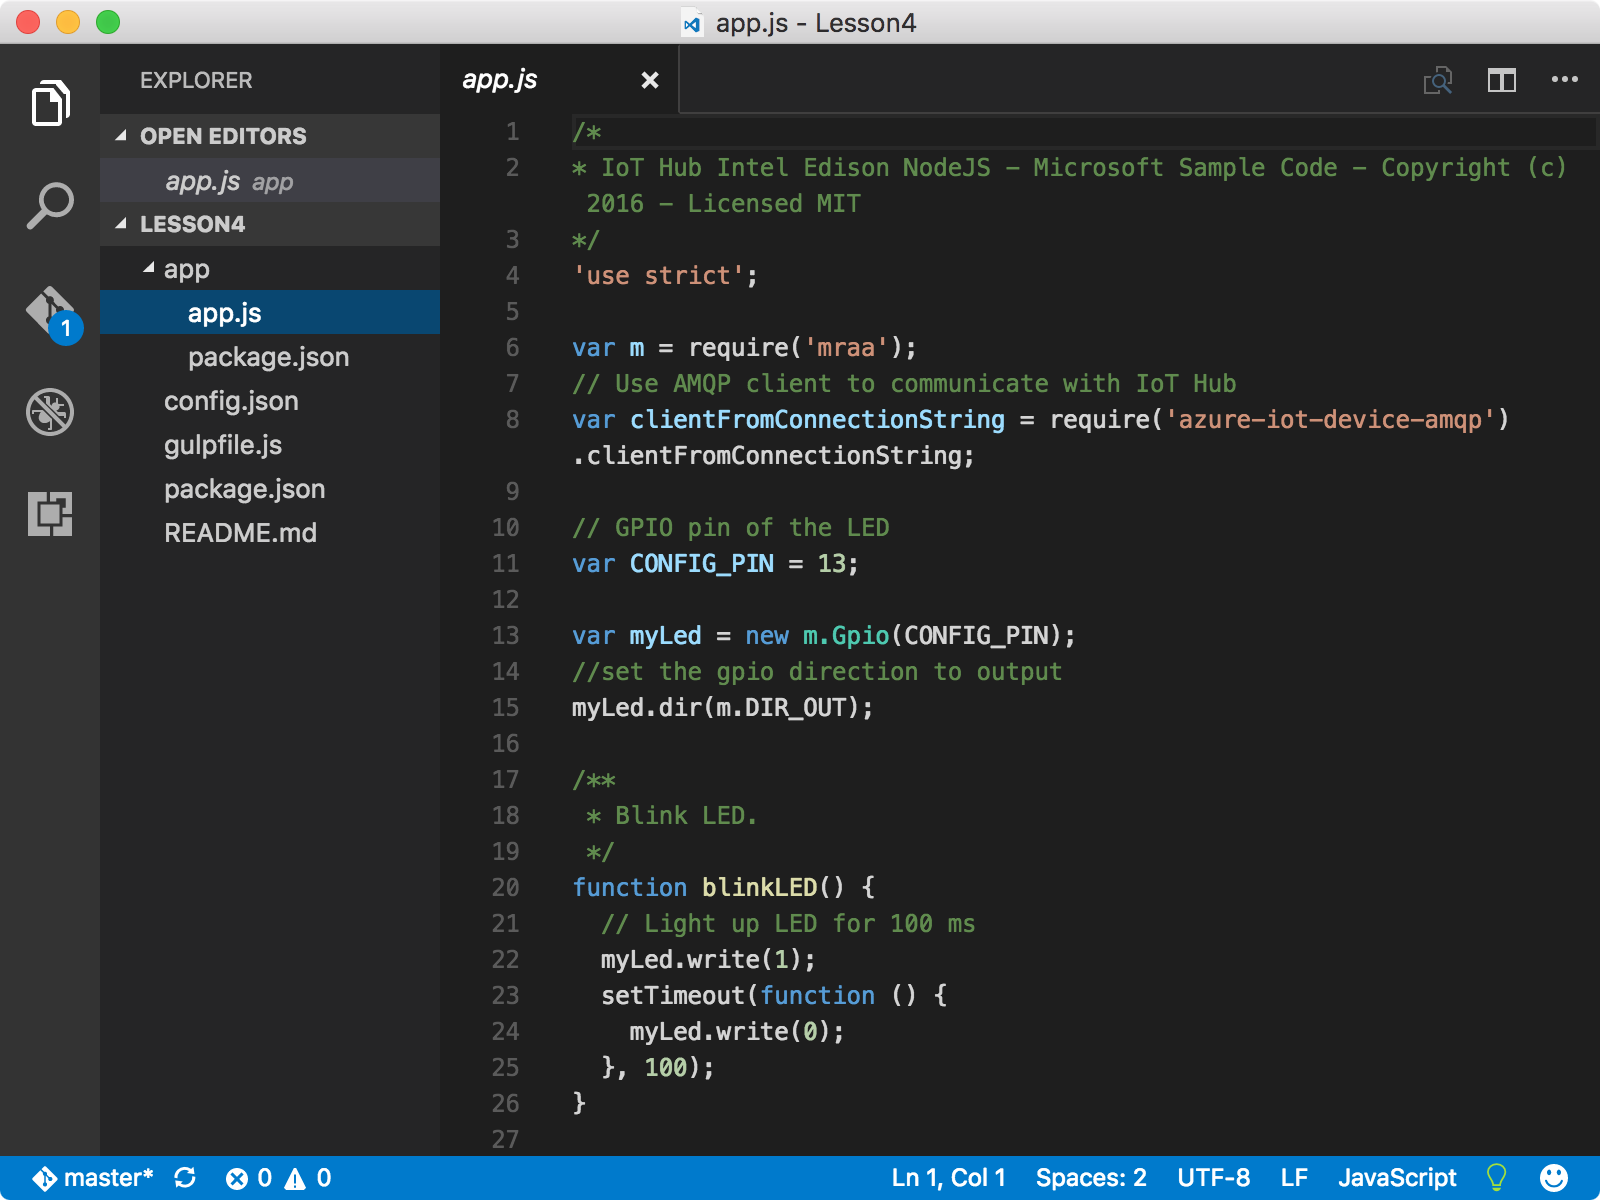 app.js - Lesson4
EXPLORER
OPEN EDITORS
app.js app
LESSON4
app
app.js
package.json
config.json
gulpfile.js
package.json
README.md
1
app.js
1 /*
2 * IoT Hub Intel Edison NodeJS - Microsoft Sample Code - Copyright (c)
2016 - Licensed MIT
3 */
4 'use strict';
5
6 var m = require('mraa');
7 // Use AMQP client to communicate with IoT Hub
8 var clientFromConnectionString = require('azure-iot-device-amqp')
.clientFromConnectionString;
9
10 // GPIO pin of the LED
11 var CONFIG_PIN = 13;
12
13 var myLed = new m.Gpio(CONFIG_PIN);
14 //set the gpio direction to output
15 myLed.dir(m.DIR_OUT);
16
17 /**
18 * Blink LED.
19 */
20 function blinkLED() {
21 // Light up LED for 100 ms
22 myLed.write(1);
23 setTimeout(function () {
24 myLed.write(0);
25 }, 100);
26 }
27
master* 0 0 Ln 1, Col 1 Spaces: 2 UTF-8 LF JavaScript